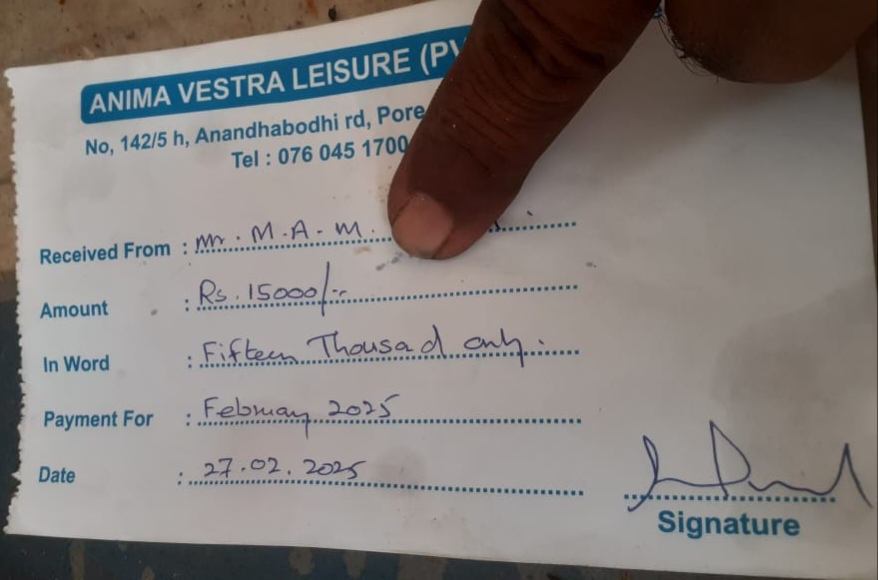 ANIMA VESTRA LEISURE (PV
No, 142/5 h, Anandhabodhi rd, Pore
Tel : 076 045 1700
Received From : Mr. M.A.M.
Amount : Rs. 15000/-
In Word : Fifteen Thousad only.
Payment For : February 2025
Date : 27.02.2025
Signature